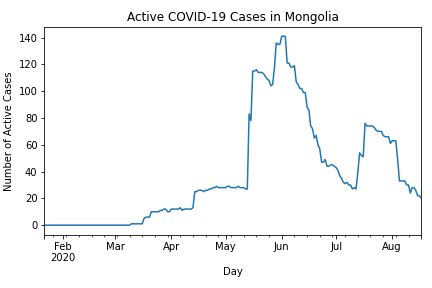 Active COVID-19 Cases in Mongolia
Number of Active Cases
140
120
100
80
60
40
20
0
Feb Mar Apr May Jun Jul Aug
2020
Day